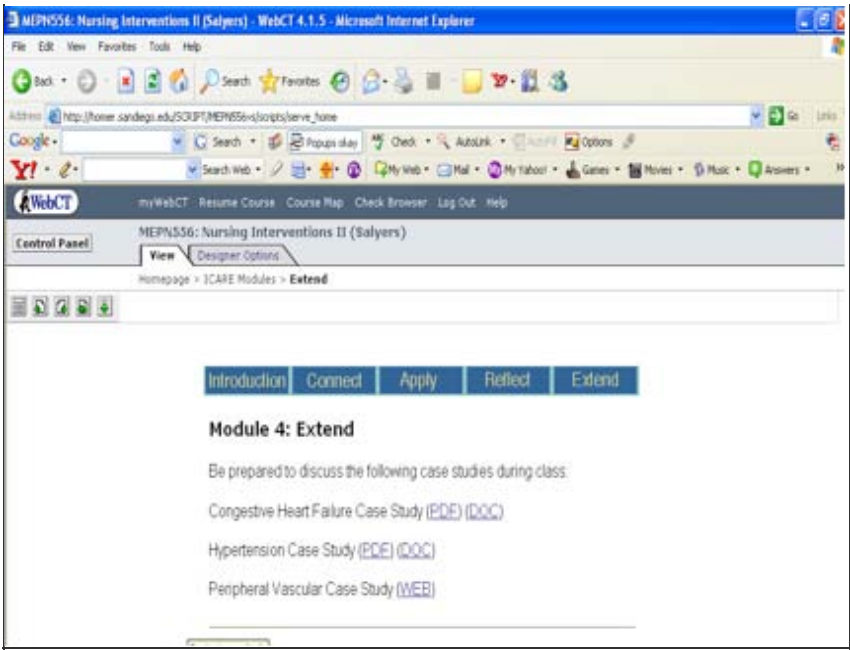 MEPN556: Nursing Interventions II (Salyers) - WebCT 4.1.5 - Microsoft Internet Explorer
File Edit View Favorites Tools Help
Back Search Favorites
Address http://homer.sandiego.edu/SCRIPT/MEPN556-vs/scripts/serve_home Go Links
Google Search Popups okay Check AutoLink AutoFill Options
Y! Search Web My Web Mail My Yahoo! Games Movies Music Answers
WebCT myWebCT Resume Course Course Map Check Browser Log Out Help
Control Panel MEPN556: Nursing Interventions II (Salyers)
View Designer Options
Homepage > ICARE Modules > Extend
Introduction Connect Apply Reflect Extend
Module 4: Extend
Be prepared to discuss the following case studies during class:
Congestive Heart Failure Case Study (PDF) (DOC)
Hypertension Case Study (PDF) (DOC)
Peripheral Vascular Case Study (WEB)